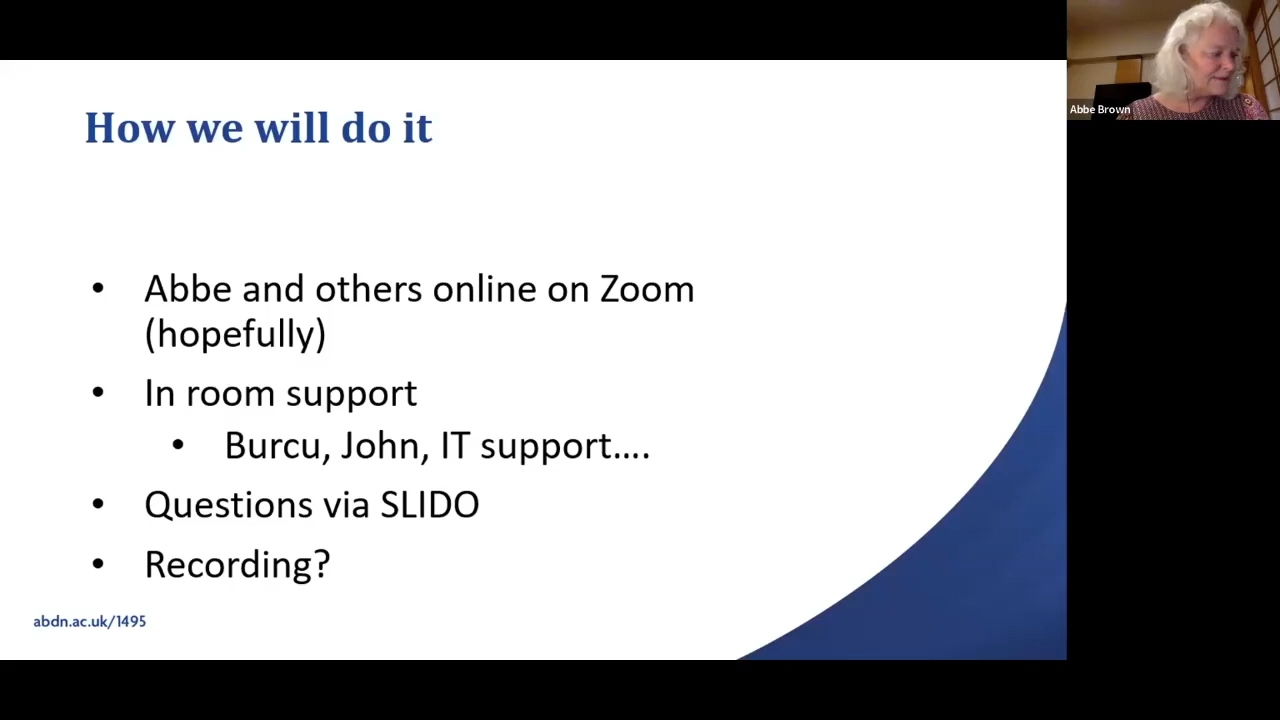 How we will do it
• Abbe and others online on Zoom
(hopefully)
• In room support
• Burcu, John, IT support....
• Questions via SLIDO
• Recording?
abdn.ac.uk/1495
Abbe Brown